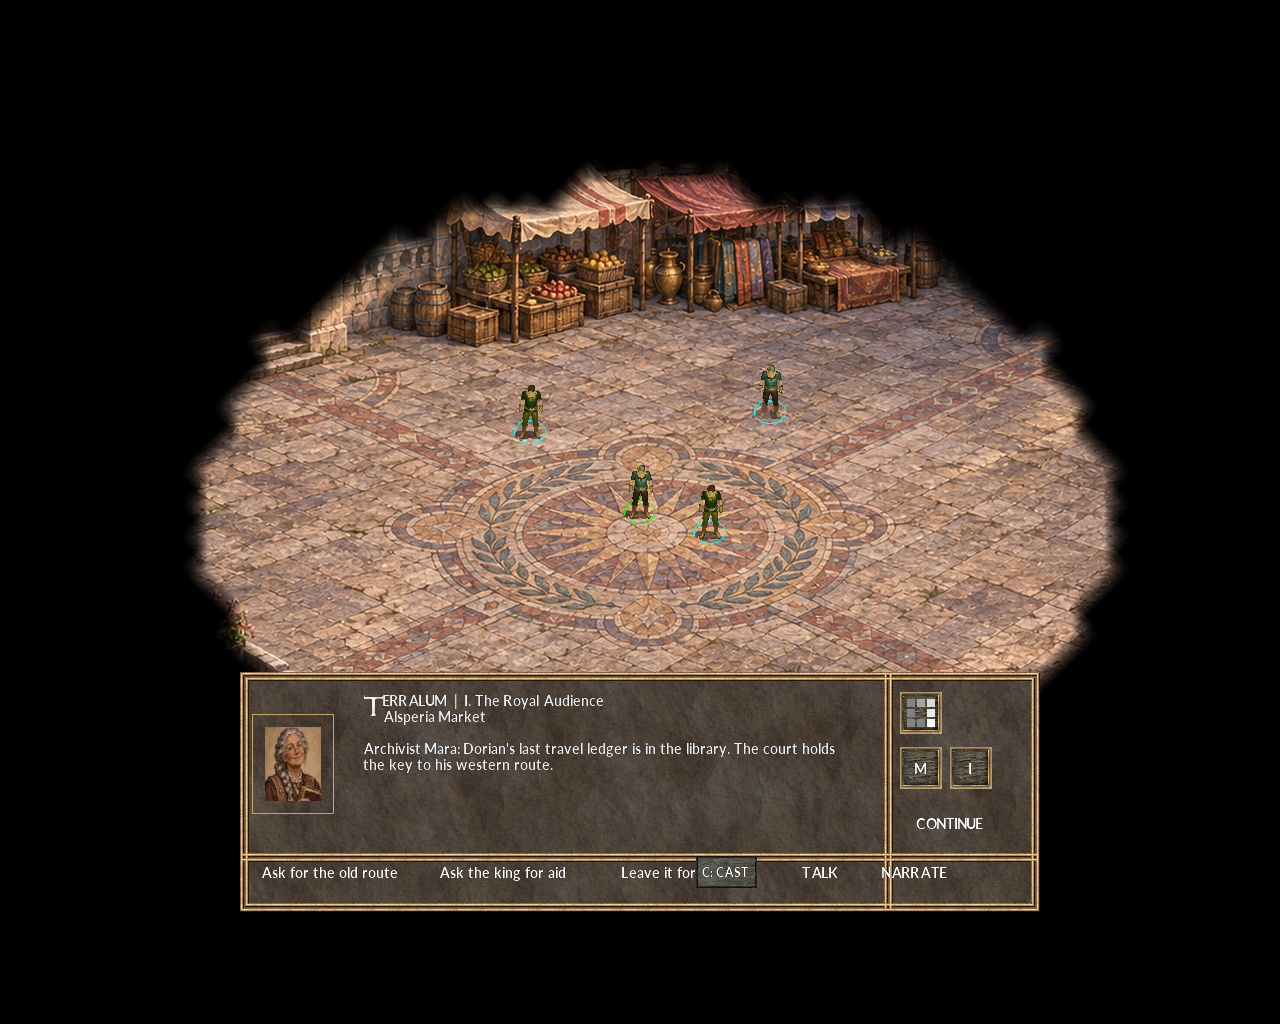 TERRALUM | I. The Royal Audience
Alsperia Market
Archivist Mara: Dorian's last travel ledger is in the library. The court holds
the key to his western route.
M I
CONTINUE
Ask for the old route Ask the king for aid Leave it for C: CAST TALK NARRATE